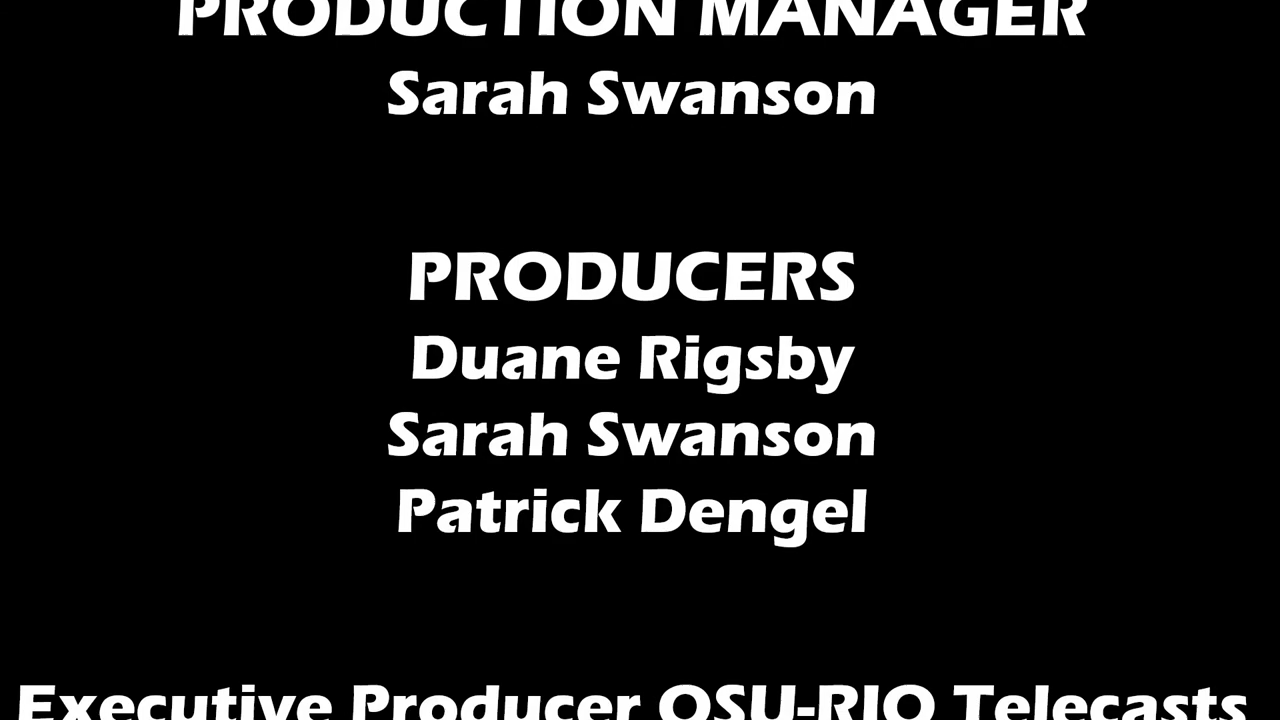 PRODUCTION MANAGER
Sarah Swanson
PRODUCERS
Duane Rigsby
Sarah Swanson
Patrick Dengel
Executive Producer OSU-RIO Telecasts